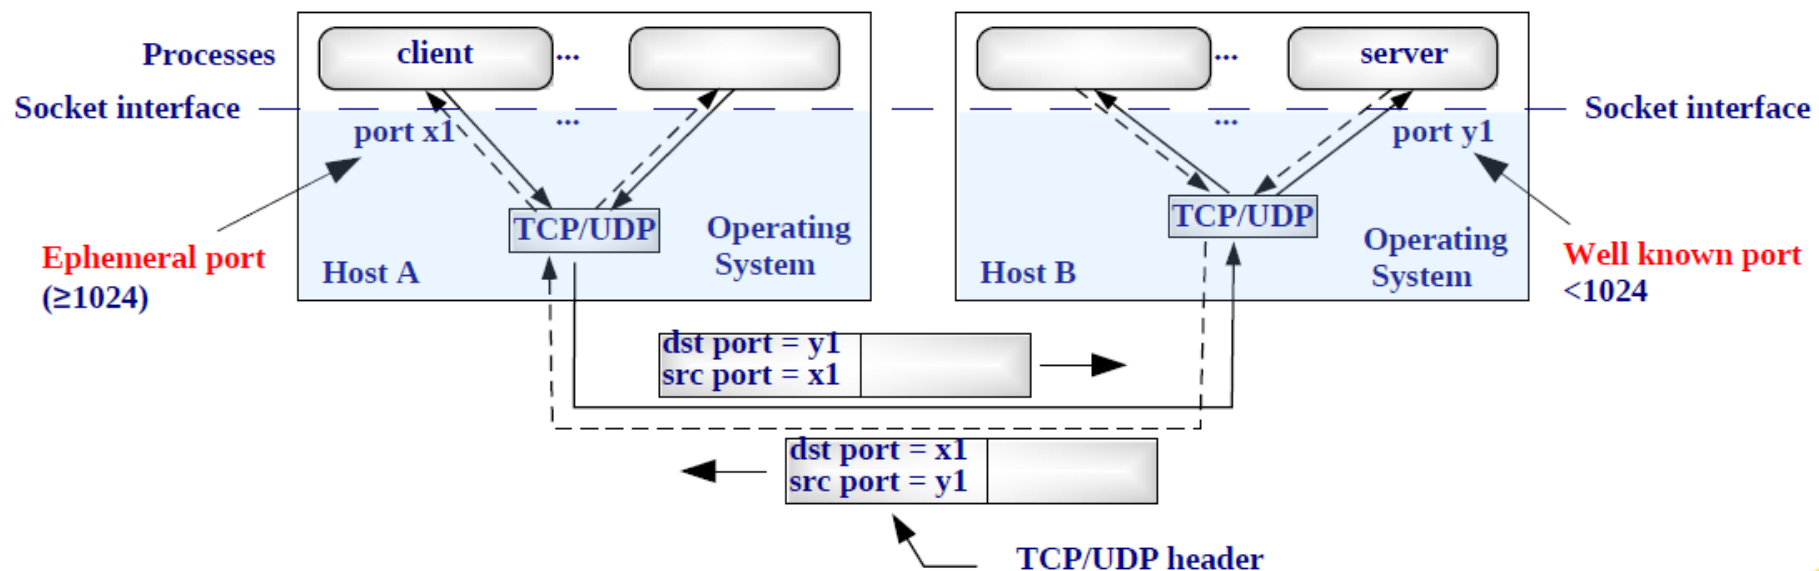 Processes
client
...
...
server
Socket interface
Socket interface
port x1
...
...
port y1
TCP/UDP
TCP/UDP
Operating
System
Operating
System
Ephemeral port
(≥1024)
Host A
Host B
Well known port
<1024
dst port = y1
src port = x1
dst port = x1
src port = y1
TCP/UDP header